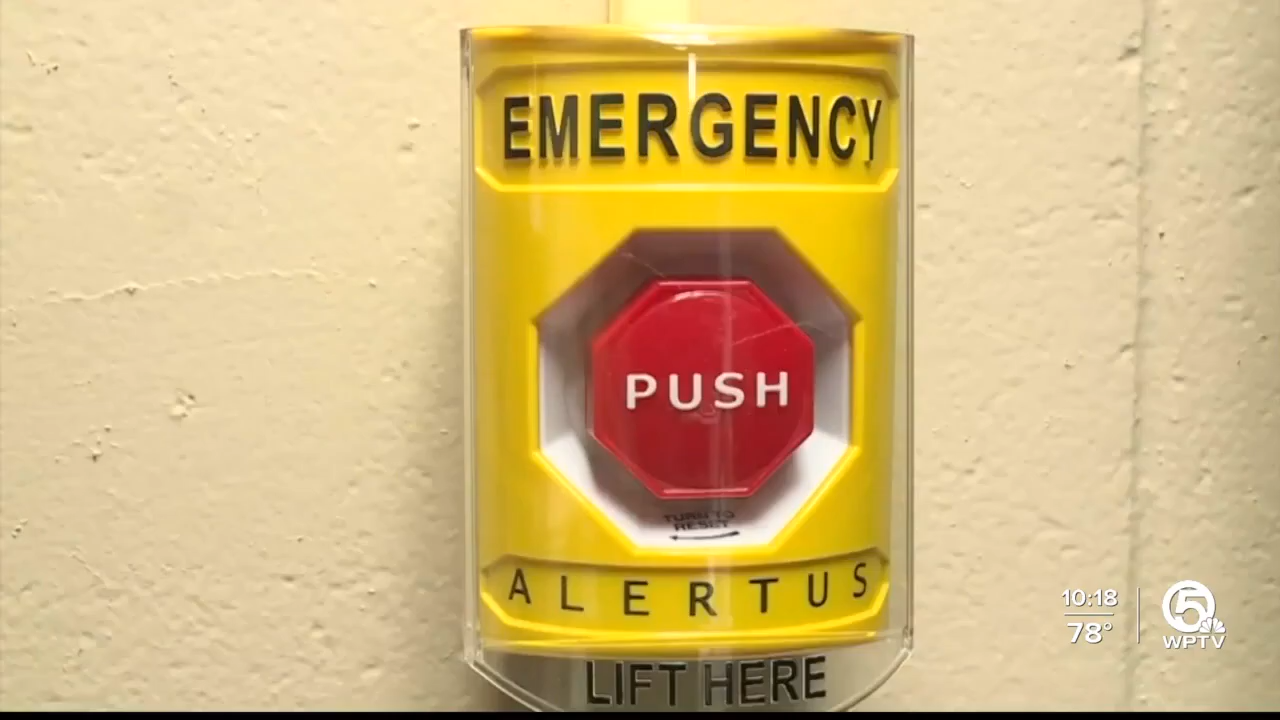 EMERGENCY
PUSH
TURN TO
RESET
ALERTUS
LIFT HERE
10:18
78°
5
WPTV